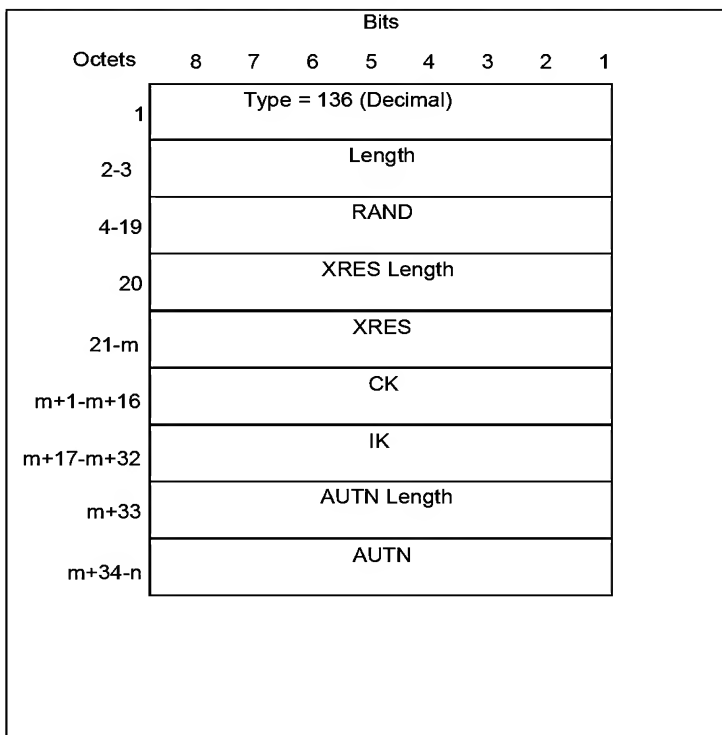 Bits
Octets 8 7 6 5 4 3 2 1
1 Type = 136 (Decimal)
2-3 Length
4-19 RAND
20 XRES Length
21-m XRES
m+1-m+16 CK
m+17-m+32 IK
m+33 AUTN Length
m+34-n AUTN